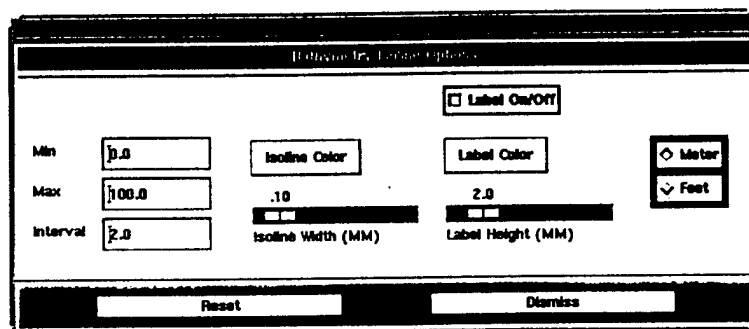 Label On/Off
Min 0.0 Isoline Color Label Color Meter
Max 100.0 .10 2.0 Feet
Interval 2.0 Isoline Width (MM) Label Height (MM)
Reset Dismiss